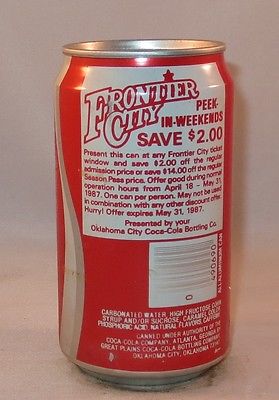 FRONTIER
CITY
PEEK-
IN-WEEKENDS
SAVE $2.00
Present this can at any Frontier City ticket
window and save $2.00 off the regular
admission price or save $14.00 off the regular
Season Pass price. Offer good during normal
operation hours from April 18 - May 31,
1987. One can per person. May not be used
in combination with any other discount offer.
Hurry! Offer expires May 31, 1987.
Presented by your
Oklahoma City Coca-Cola Bottling Co.
CARBONATED WATER, HIGH FRUCTOSE CORN
SYRUP AND/OR SUCROSE, CARAMEL COLOR,
PHOSPHORIC ACID, NATURAL FLAVORS, CAFFEINE
CANNED UNDER AUTHORITY OF THE
COCA-COLA COMPANY, ATLANTA, GEORGIA, BY
GREAT PLAINS COCA-COLA BOTTLING
OKLAHOMA CITY, OKLAHOMA